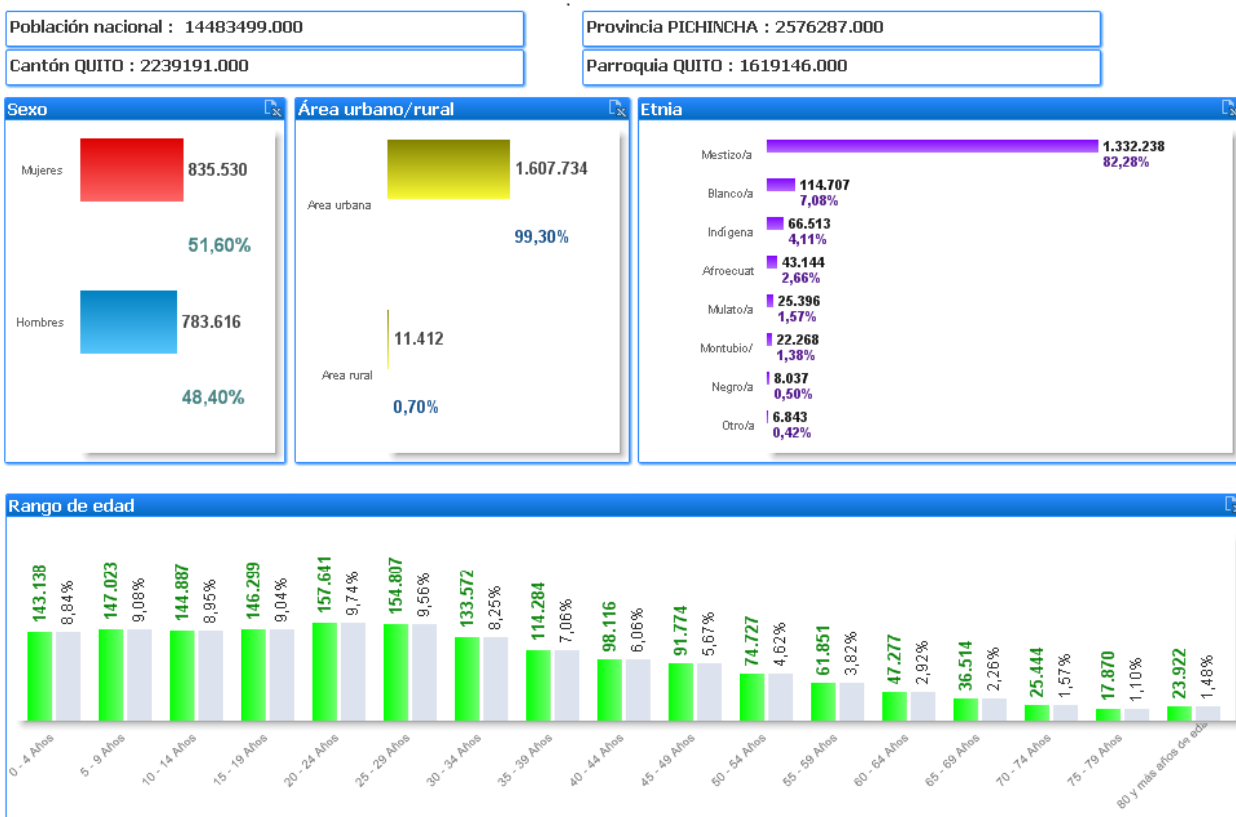 Población nacional : 14483499.000
Provincia PICHINCHA : 2576287.000
Cantón QUITO : 2239191.000
Parroquia QUITO : 1619146.000
Sexo
Mujeres
835.530
51,60%
Hombres
783.616
48,40%
Área urbano/rural
Area urbana
1.607.734
99,30%
Area rural
11.412
0,70%
Etnia
Mestizo/a
1.332.238
82,28%
Blanco/a
114.707
7,08%
Indígena
66.513
4,11%
Afroecuat
43.144
2,66%
Mulato/a
25.396
1,57%
Montubio/
22.268
1,38%
Negro/a
8.037
0,50%
Otro/a
6.843
0,42%
Rango de edad
143.138
8,84%
147.023
9,08%
144.887
8,95%
146.299
9,04%
157.641
9,74%
154.807
9,56%
133.572
8,25%
114.284
7,06%
98.116
6,06%
91.774
5,67%
74.727
4,62%
61.851
3,82%
47.277
2,92%
36.514
2,26%
25.444
1,57%
17.870
1,10%
23.922
1,48%
0 - 4 Años
5 - 9 Años
10 - 14 Años
15 - 19 Años
20 - 24 Años
25 - 29 Años
30 - 34 Años
35 - 39 Años
40 - 44 Años
45 - 49 Años
50 - 54 Años
55 - 59 Años
60 - 64 Años
65 - 69 Años
70 - 74 Años
75 - 79 Años
80 y más años de eda